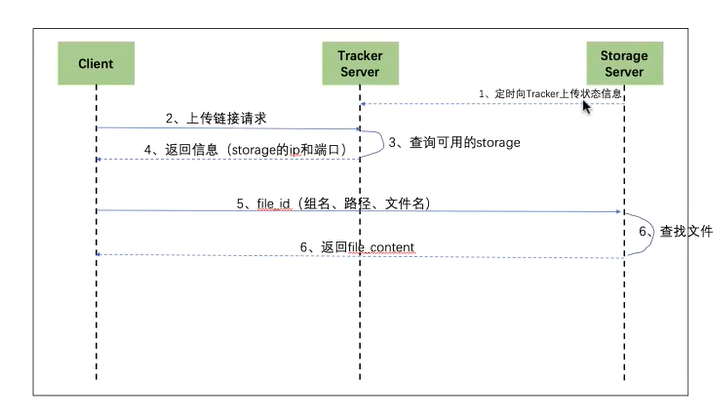 Client
Tracker
Server
Storage
Server
1、定时向Tracker上传状态信息
2、上传链接请求
3、查询可用的storage
4、返回信息（storage的ip和端口）
5、file_id（组名、路径、文件名）
6、查找文件
6、返回file_content